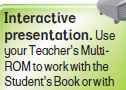 Interactive
presentation. Use
your Teacher's Multi-
ROM to work with the
Student's Book or with